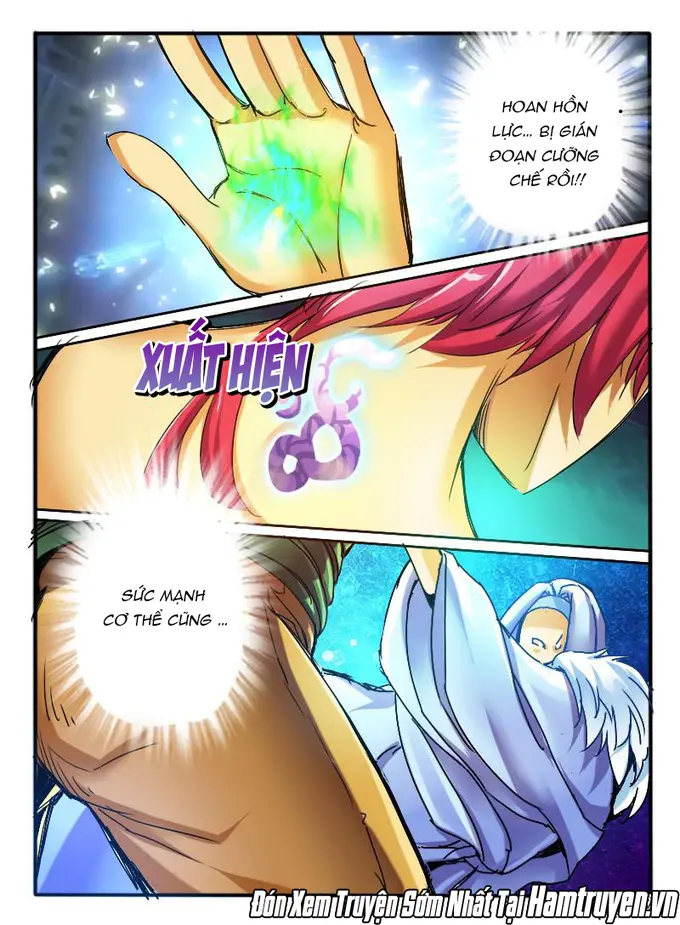 HOAN HỒN
LỰC... BỊ GIÁN
ĐOẠN CƯỠNG
CHẾ RỒI!!
XUẤT HIỆN
SỨC MẠNH
CƠ THỂ CŨNG ...
Đón Xem Truyện Sớm Nhất Tại Hamtruyen.vn